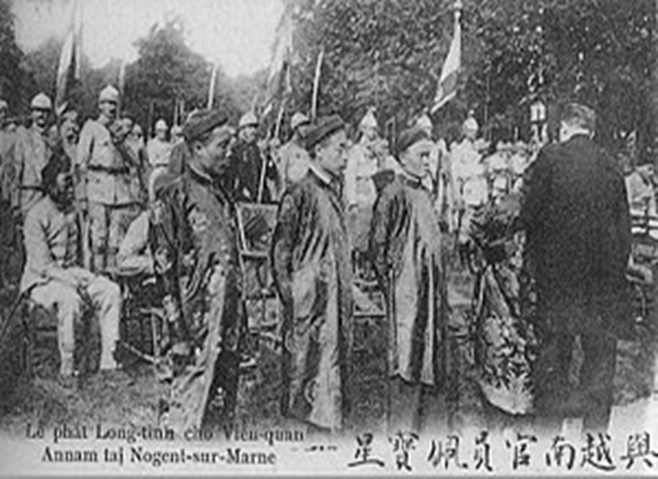 Lễ phát Long-tinh cho Viên-quan
Annam tại Nogent-sur-Marne
與越南官員佩寶星